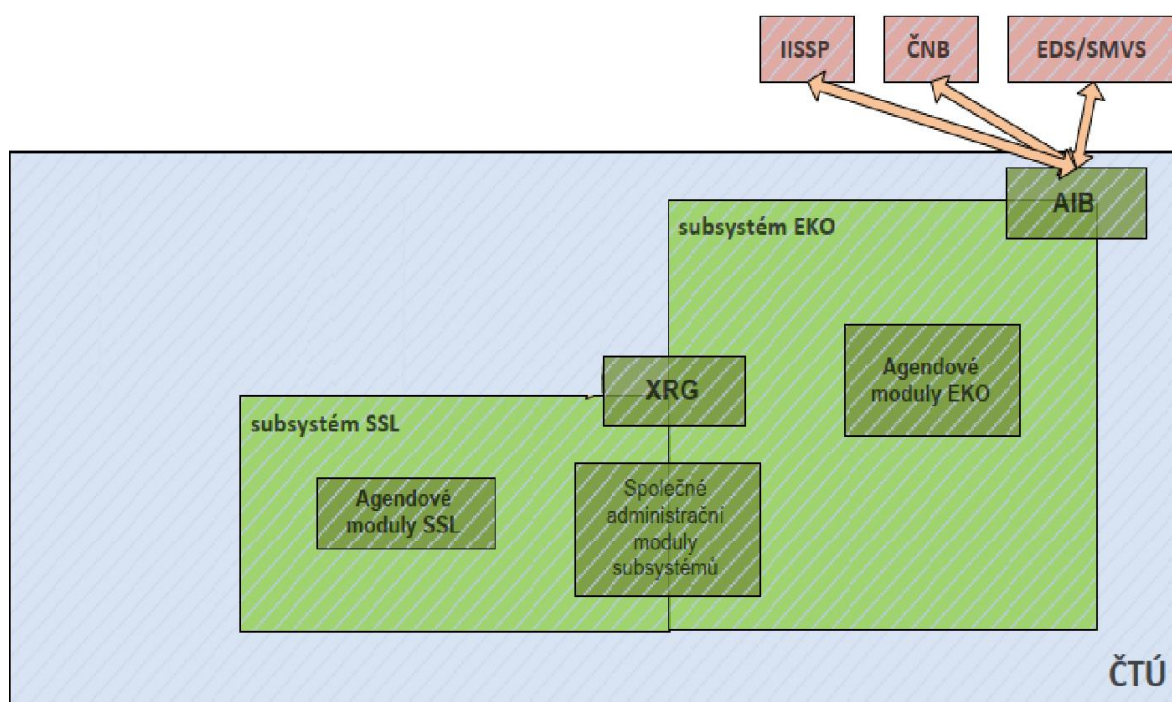 IISSP
ČNB
EDS/SMVS
AIB
subsystém EKO
Agendové
moduly EKO
XRG
subsystém SSL
Agendové
moduly SSL
Společné
administrační
moduly
subsystémů
ČTÚ